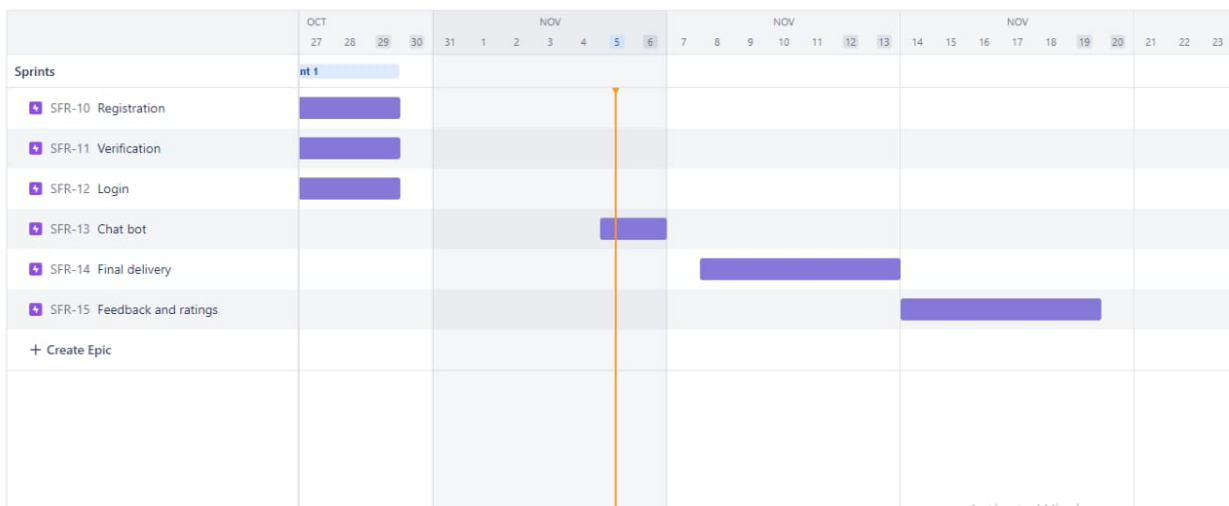 OCT NOV NOV NOV
27 28 29 30 31 1 2 3 4 5 6 7 8 9 10 11 12 13 14 15 16 17 18 19 20 21 22 23
Sprints nt 1
SFR-10 Registration
SFR-11 Verification
SFR-12 Login
SFR-13 Chat bot
SFR-14 Final delivery
SFR-15 Feedback and ratings
+ Create Epic